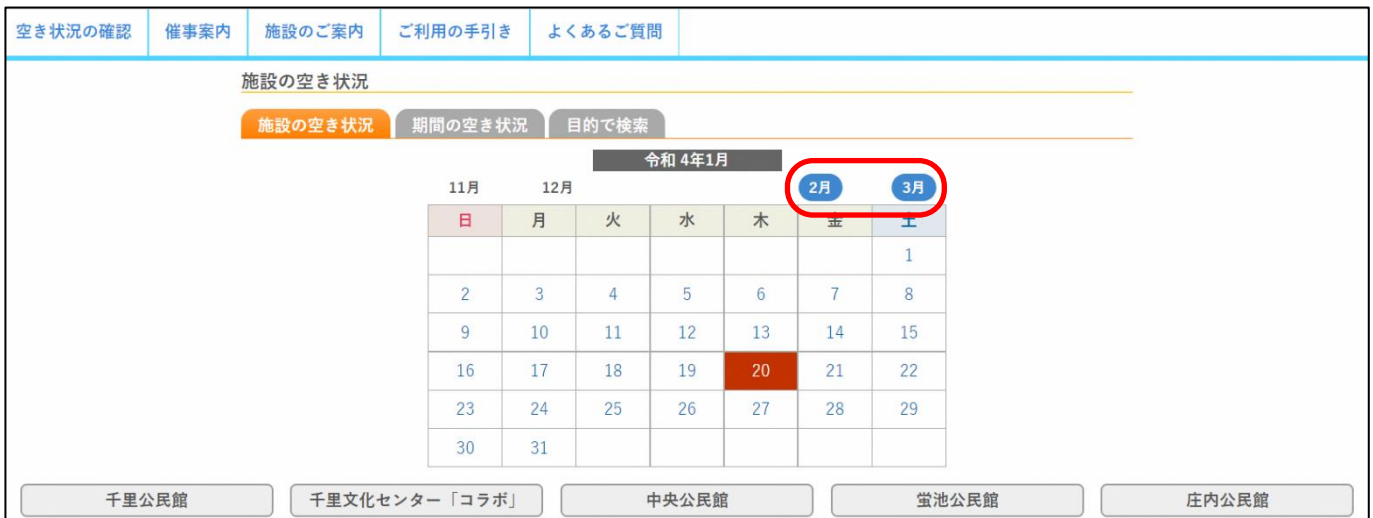 空き状況の確認 催事案内 施設のご案内 ご利用の手引き よくあるご質問
施設の空き状況
施設の空き状況 期間の空き状況 目的で検索
令和 4年1月
11月 12月 2月 3月
日 月 火 水 木 金 土
1
2 3 4 5 6 7 8
9 10 11 12 13 14 15
16 17 18 19 20 21 22
23 24 25 26 27 28 29
30 31
千里公民館 千里文化センター「コラボ」 中央公民館 蛍池公民館 庄内公民館